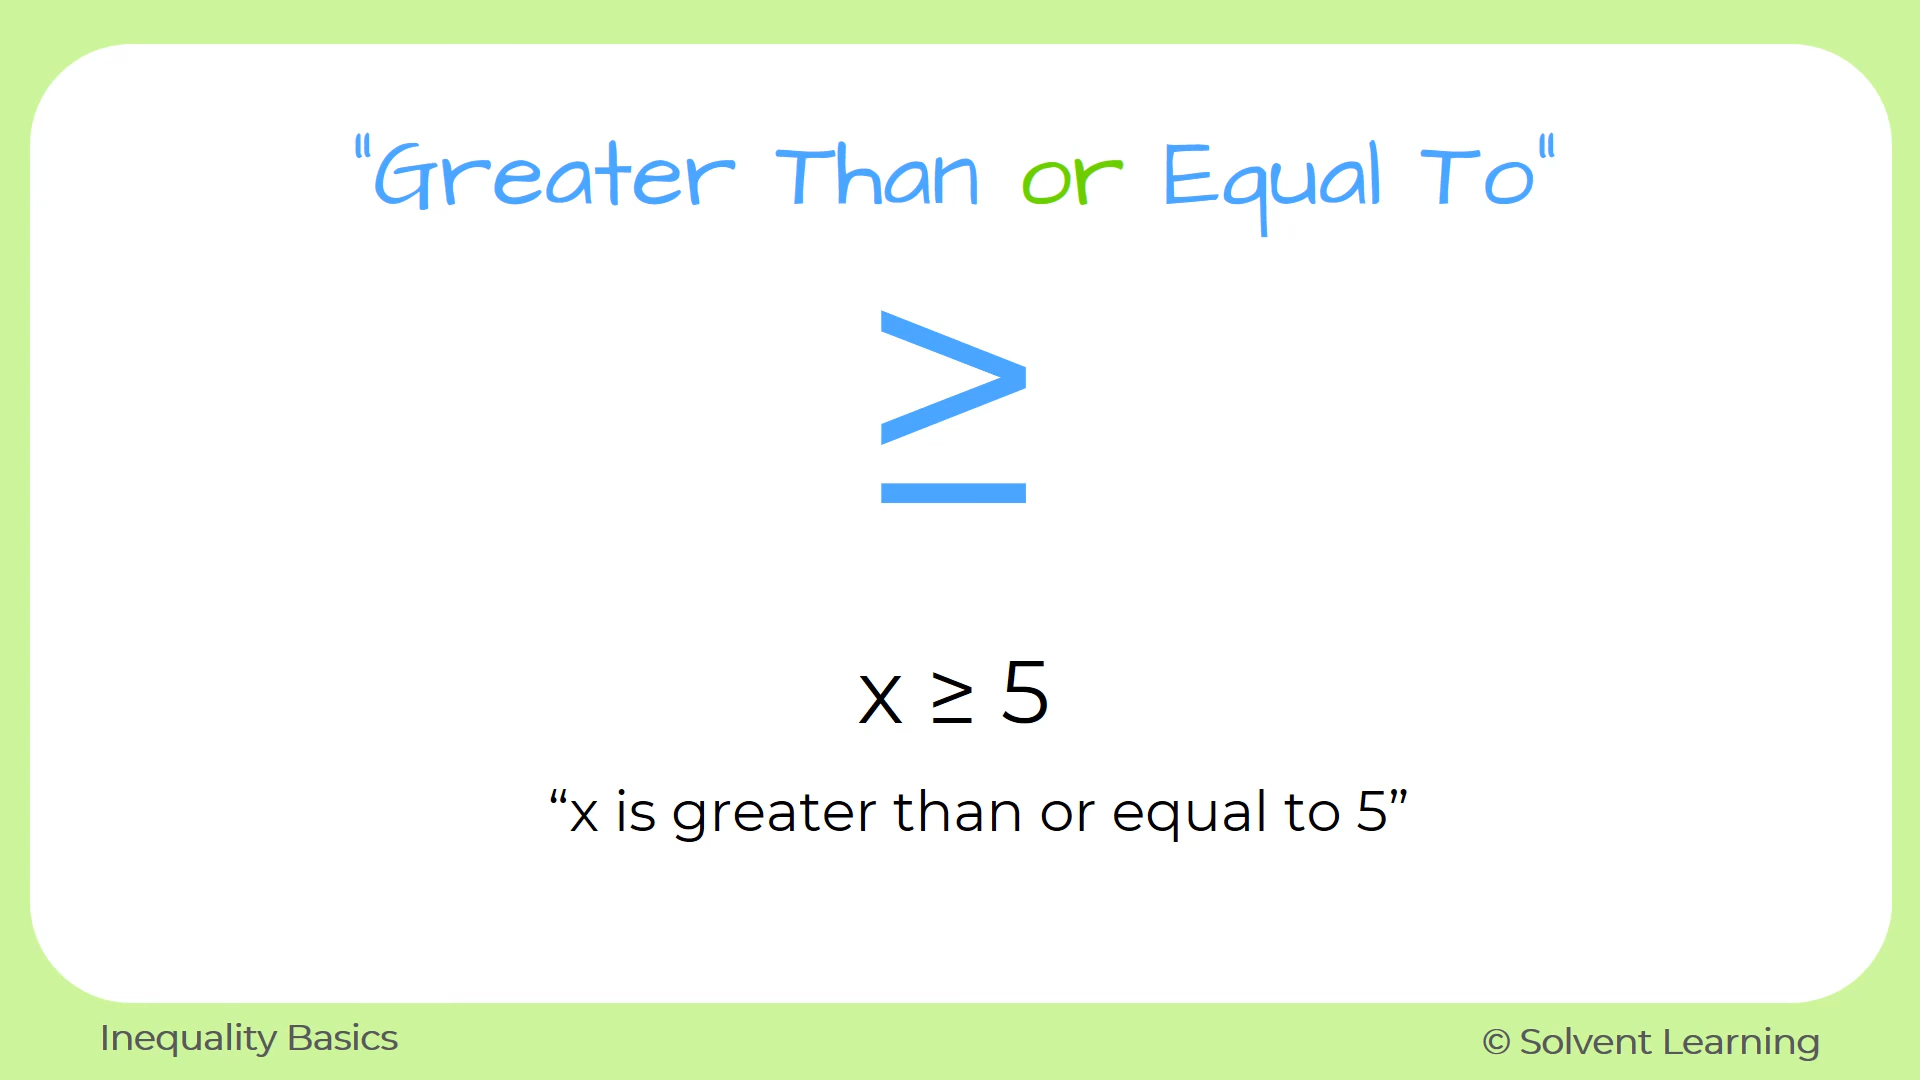 "Greater Than or Equal To"
≥
x ≥ 5
“x is greater than or equal to 5”
Inequality Basics
© Solvent Learning